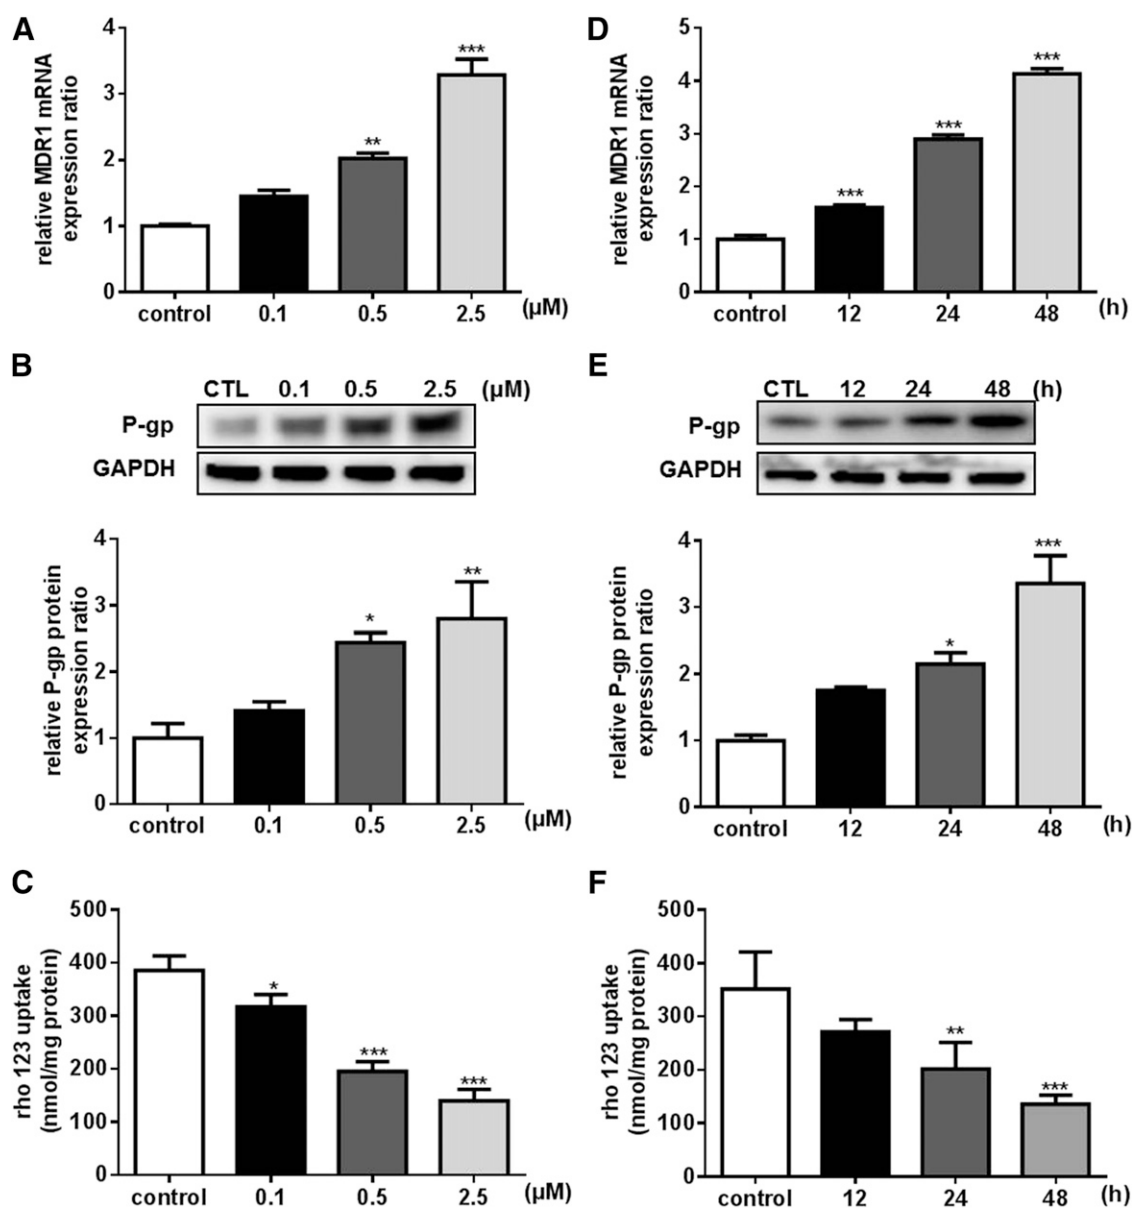 A
relative MDR1 mRNA
expression ratio
4
3
2
1
0
**
***
control 0.1 0.5 2.5 (µM)
D
relative MDR1 mRNA
expression ratio
5
4
3
2
1
0
***
***
***
control 12 24 48 (h)
B
CTL 0.1 0.5 2.5 (µM)
P-gp
GAPDH
relative P-gp protein
expression ratio
4
3
2
1
0
*
**
control 0.1 0.5 2.5 (µM)
E
CTL 12 24 48 (h)
P-gp
GAPDH
relative P-gp protein
expression ratio
4
3
2
1
0
*
***
control 12 24 48 (h)
C
rho 123 uptake
(nmol/mg protein)
500
400
300
200
100
0
*
***
***
control 0.1 0.5 2.5 (µM)
F
rho 123 uptake
(nmol/mg protein)
500
400
300
200
100
0
**
***
control 12 24 48 (h)